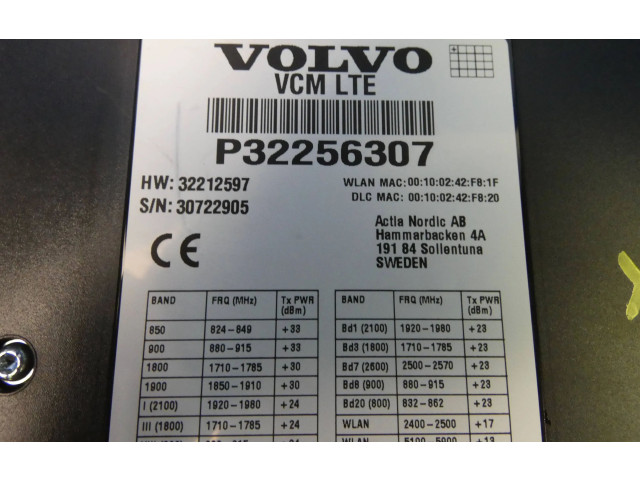 VOLVO
VCM LTE
P32256307
HW: 32212597
S/N: 30722905
WLAN MAC: 00:10:02:42:F8:1F
DLC MAC: 00:10:02:42:F8:20
Actia Nordic AB
Hammarbacken 4A
191 84 Sollentuna
SWEDEN
CE
BAND FRQ (MHz) Tx PWR (dBm)
850 824-849 +33
900 880-915 +33
1800 1710-1785 +30
1900 1850-1910 +30
I (2100) 1920-1980 +24
III (1800) 1710-1785 +24
BAND FRQ (MHz) Tx PWR (dBm)
Bd1 (2100) 1920-1980 +23
Bd3 (1800) 1710-1785 +23
Bd7 (2600) 2500-2570 +23
Bd8 (900) 880-915 +23
Bd20 (800) 832-862 +23
WLAN 2400-2500 +17
WLAN